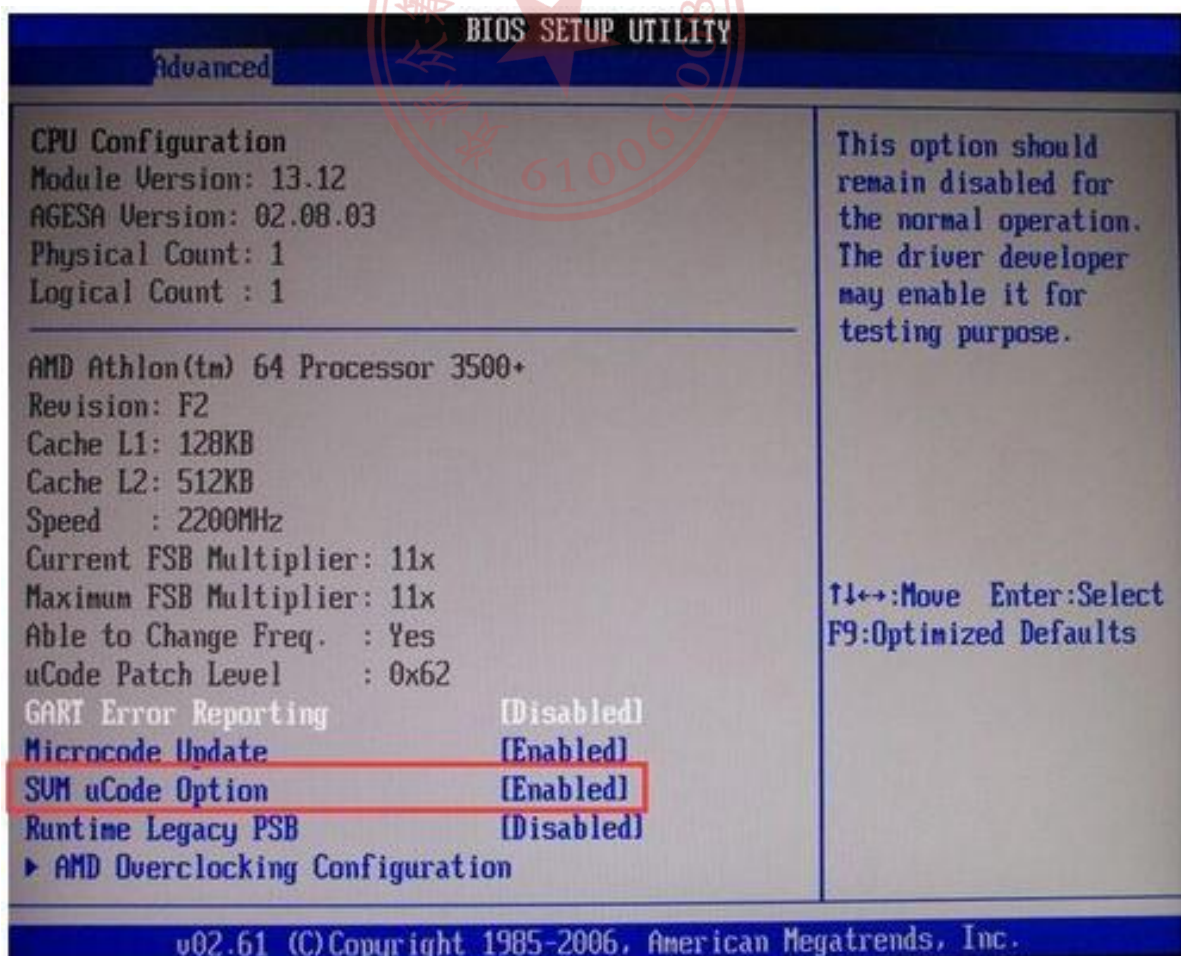 BIOS SETUP UTILITY
Advanced
CPU Configuration
Module Version: 13.12
AGESA Version: 02.08.03
Physical Count: 1
Logical Count : 1
AMD Athlon(tm) 64 Processor 3500+
Revision: F2
Cache L1: 128KB
Cache L2: 512KB
Speed : 2200MHz
Current FSB Multiplier: 11x
Maximum FSB Multiplier: 11x
Able to Change Freq. : Yes
uCode Patch Level : 0x62
GART Error Reporting [Disabled]
Microcode Update [Enabled]
SVM uCode Option [Enabled]
Runtime Legacy PSB [Disabled]
▶ AMD Overclocking Configuration
This option should
remain disabled for
the normal operation.
The driver developer
may enable it for
testing purpose.
↑↓←→:Move Enter:Select
F9:Optimized Defaults
v02.61 (C)Copyright 1985-2006, American Megatrends, Inc.